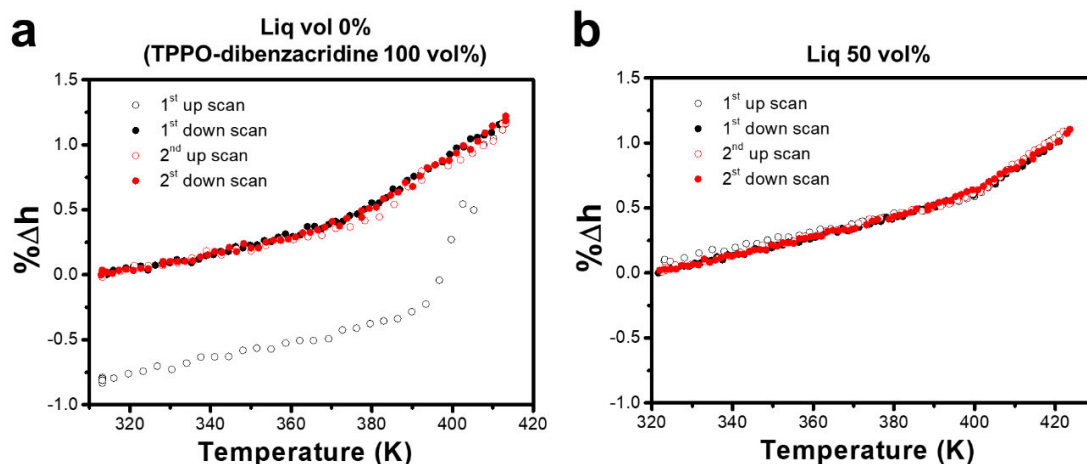 a
Liq vol 0%
(TPPO-dibenzacridine 100 vol%)
1.5
1.0
0.5
0.0
-0.5
-1.0
%Δh
1st up scan
1st down scan
2nd up scan
2st down scan
320
340
360
380
400
420
Temperature (K)
b
Liq 50 vol%
1.5
1.0
0.5
0.0
-0.5
-1.0
%Δh
1st up scan
1st down scan
2nd up scan
2st down scan
320
340
360
380
400
420
Temperature (K)